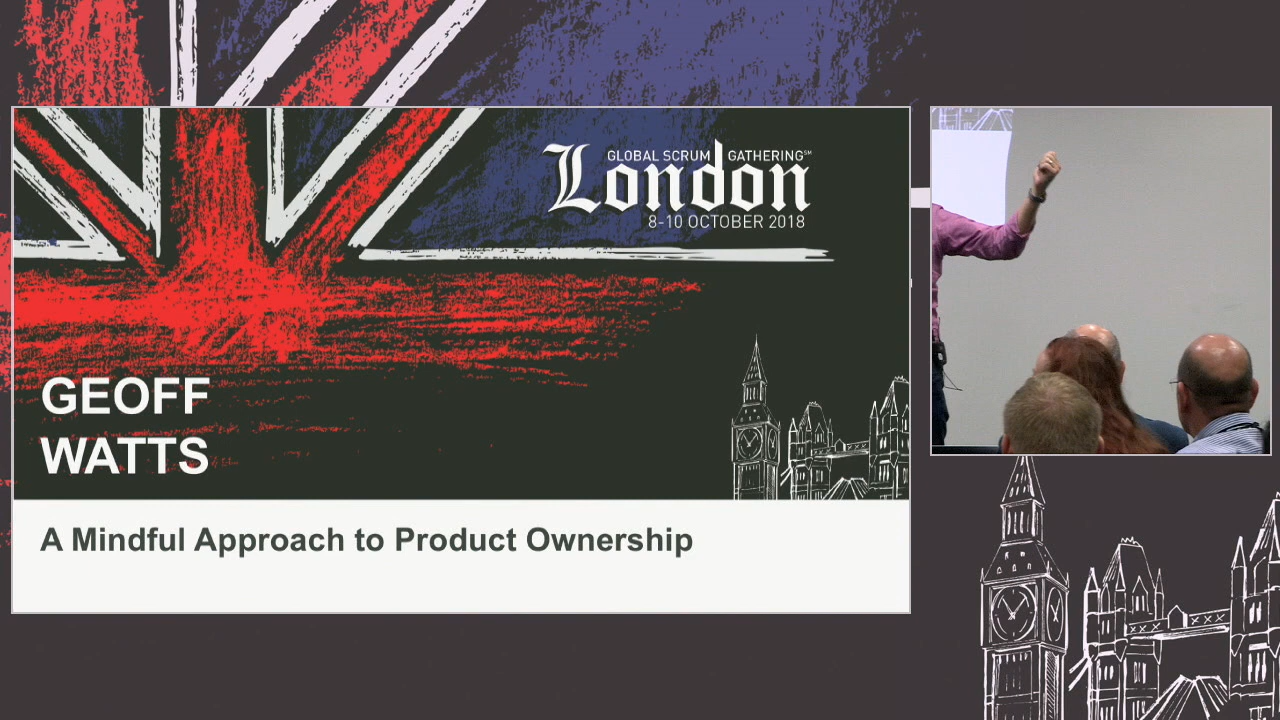 GLOBAL SCRUM GATHERING℠
London
8-10 OCTOBER 2018
GEOFF
WATTS
A Mindful Approach to Product Ownership